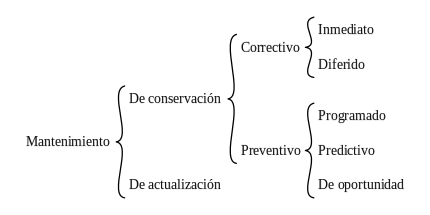 Inmediato
Correctivo
Diferido
De conservación
Programado
Mantenimiento
Preventivo
Predictivo
De actualización
De oportunidad